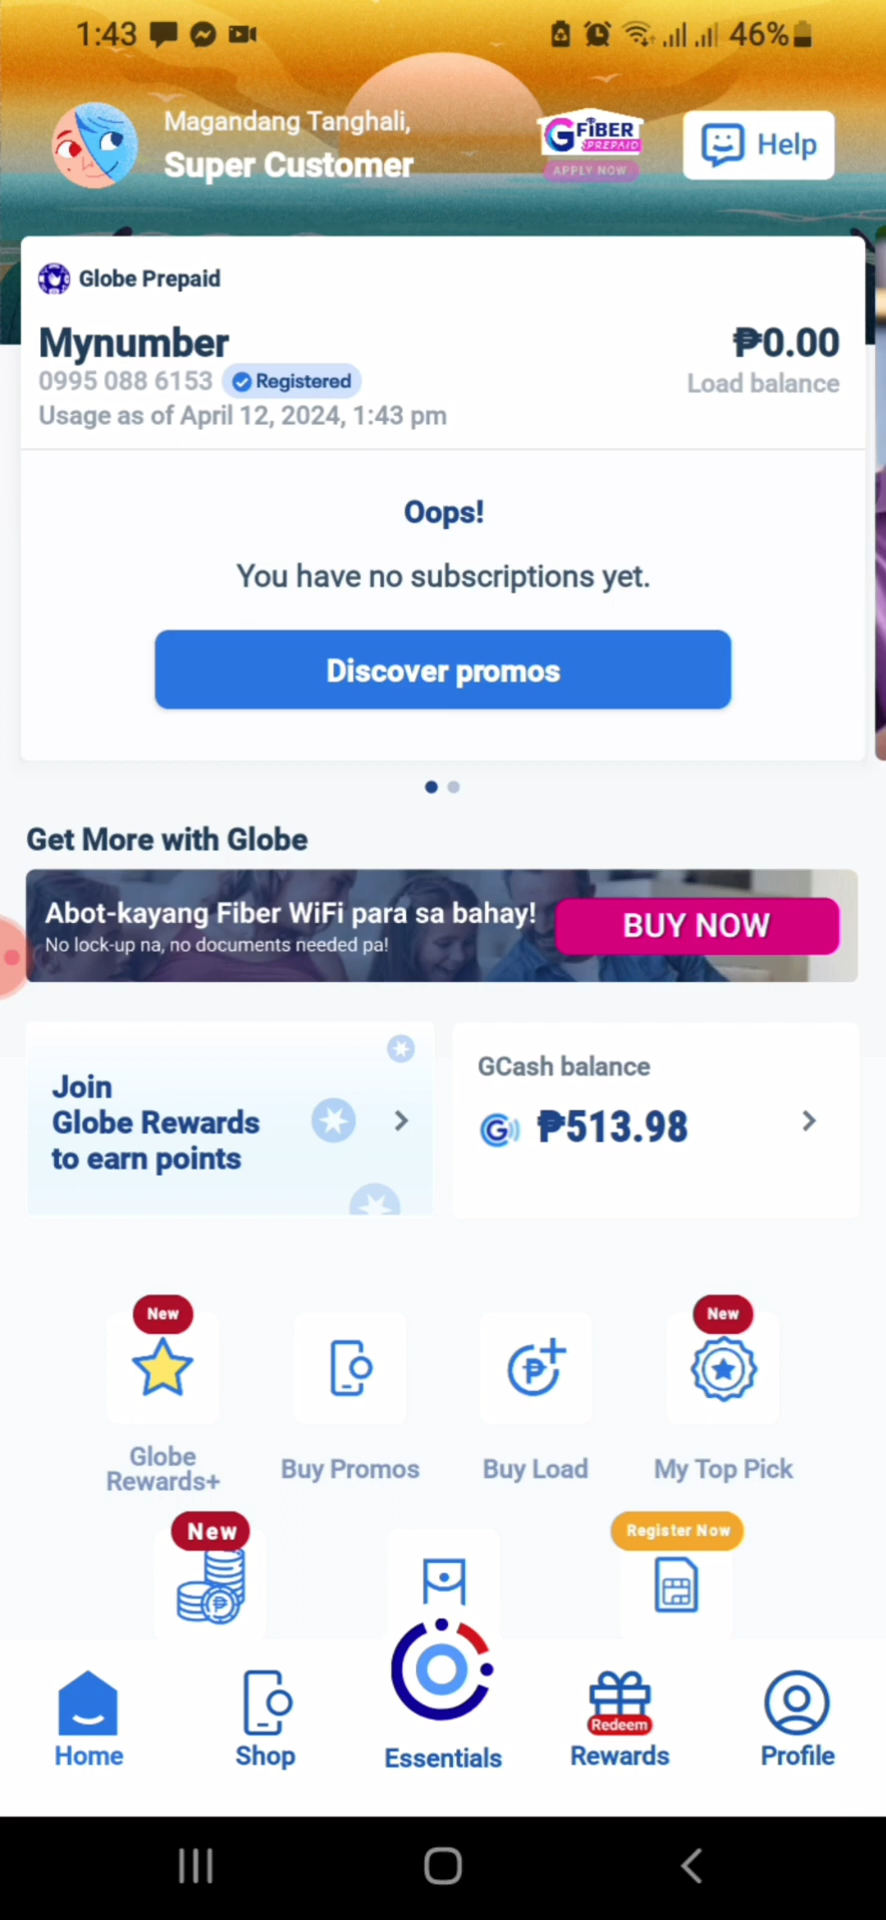 1:43
46%
Magandang Tanghali,
Super Customer
GFiBER
PREPAID
APPLY NOW
Help
Globe Prepaid
Mynumber
₱0.00
0995 088 6153 Registered
Load balance
Usage as of April 12, 2024, 1:43 pm
Oops!
You have no subscriptions yet.
Discover promos
Get More with Globe
Abot-kayang Fiber WiFi para sa bahay!
No lock-up na, no documents needed pa!
BUY NOW
Join
Globe Rewards
to earn points
GCash balance
₱513.98
New
New
Globe
Rewards+
Buy Promos
Buy Load
My Top Pick
New
Register Now
Redeem
Home
Shop
Essentials
Rewards
Profile